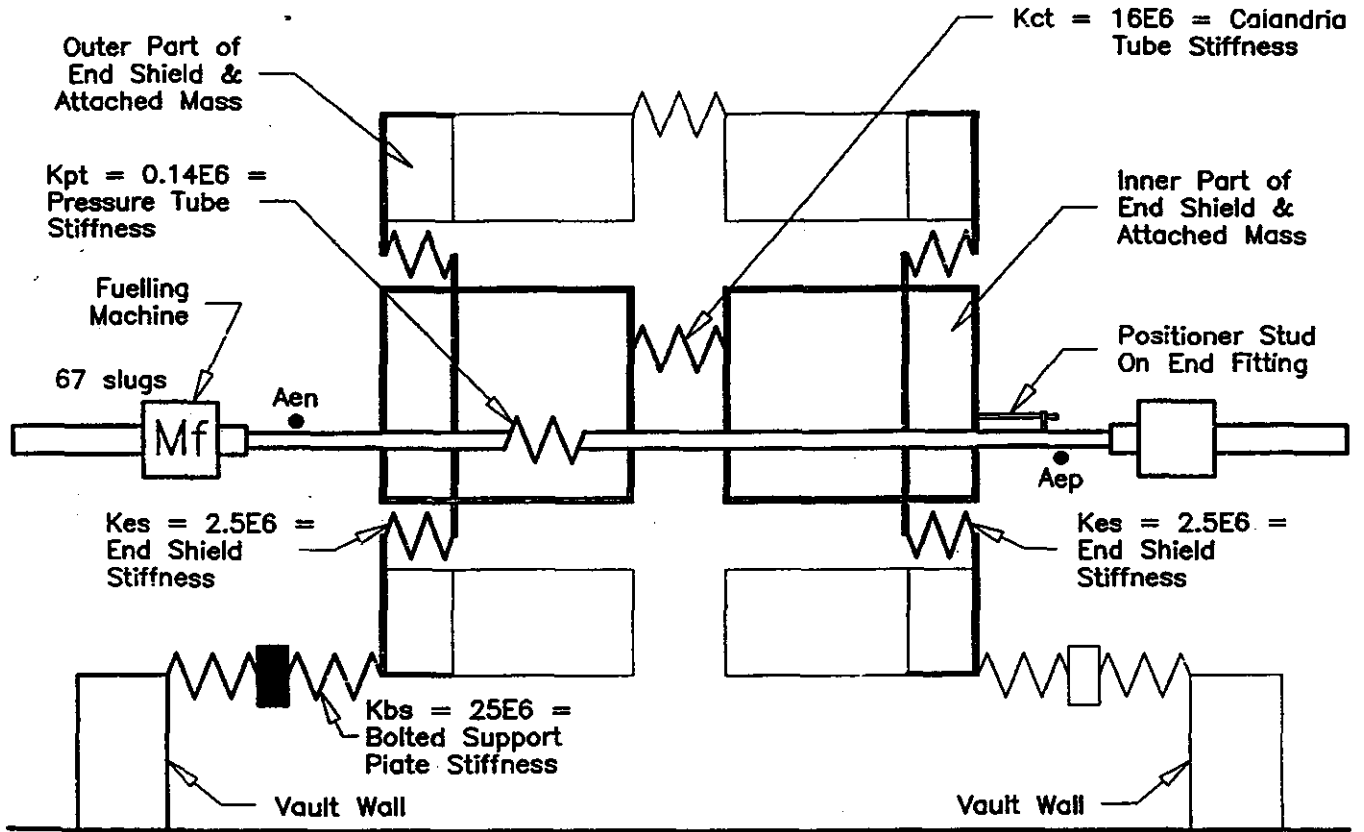 Kct = 16E6 = Calandria
Tube Stiffness
Outer Part of
End Shield &
Attached Mass
Kpt = 0.14E6 =
Pressure Tube
Stiffness
Inner Part of
End Shield &
Attached Mass
Fuelling
Machine
Positioner Stud
On End Fitting
67 slugs
Aen
Mf
Aep
Kes = 2.5E6 =
End Shield
Stiffness
Kes = 2.5E6 =
End Shield
Stiffness
Kbs = 25E6 =
Bolted Support
Plate Stiffness
Vault Wall
Vault Wall